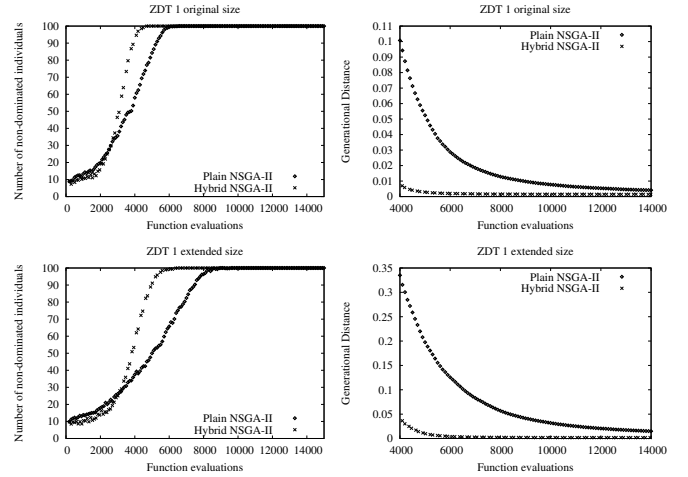 ZDT 1 original size
Number of non-dominated individuals
100
90
80
70
60
50
40
30
20
10
0
Plain NSGA-II
Hybrid NSGA-II
0 2000 4000 6000 8000 10000 12000 14000
Function evaluations
ZDT 1 original size
Generational Distance
0.11
0.1
0.09
0.08
0.07
0.06
0.05
0.04
0.03
0.02
0.01
0
Plain NSGA-II
Hybrid NSGA-II
4000 6000 8000 10000 12000 14000
Function evaluations
ZDT 1 extended size
Number of non-dominated individuals
100
90
80
70
60
50
40
30
20
10
0
Plain NSGA-II
Hybrid NSGA-II
0 2000 4000 6000 8000 10000 12000 14000
Function evaluations
ZDT 1 extended size
Generational Distance
0.35
0.3
0.25
0.2
0.15
0.1
0.05
0
Plain NSGA-II
Hybrid NSGA-II
4000 6000 8000 10000 12000 14000
Function evaluations